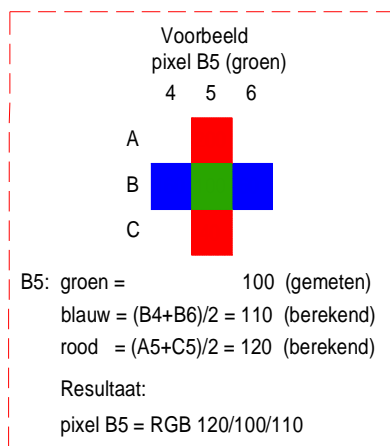 Voorbeeld
pixel B5 (groen)
4 5 6
A
B
C
B5: groen = 100 (gemeten)
blauw = (B4+B6)/2 = 110 (berekend)
rood = (A5+C5)/2 = 120 (berekend)
Resultaat:
pixel B5 = RGB 120/100/110